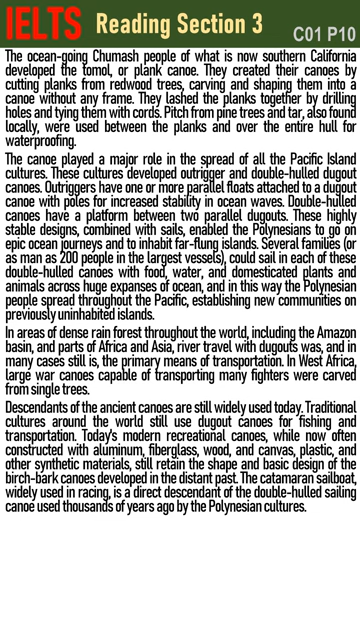 IELTS Reading Section 3 C01 P10
The ocean-going Chumash people of what is now southern California
developed the tomol, or plank canoe. They created their canoes by
cutting planks from redwood trees, carving and shaping them into a
canoe without any frame. They lashed the planks together by drilling
holes and tying them with cords. Pitch from pine trees and tar, also found
locally, were used between the planks and over the entire hull for
waterproofing.
The canoe played a major role in the spread of all the Pacific Island
cultures. These cultures developed outrigger and double-hulled dugout
canoes. Outriggers have one or more parallel floats attached to a dugout
canoe with poles for increased stability in ocean waves. Double-hulled
canoes have a platform between two parallel dugouts. These highly
stable designs, combined with sails, enabled the Polynesians to go on
epic ocean journeys and to inhabit far-flung islands. Several families (or
as man as 200 people in the largest vessels), could sail in each of these
double-hulled canoes with food, water, and domesticated plants and
animals across huge expanses of ocean, and in this way the Polynesian
people spread throughout the Pacific, establishing new communities on
previously uninhabited islands.
In areas of dense rain forest throughout the world, including the Amazon
basin, and parts of Africa and Asia, river travel with dugouts was, and in
many cases still is, the primary means of transportation. In West Africa,
large war canoes capable of transporting many fighters were carved
from single trees.
Descendants of the ancient canoes are still widely used today. Traditional
cultures around the world still use dugout canoes for fishing and
transportation. Today's modern recreational canoes, while now often
constructed with aluminum, fiberglass, wood, and canvas, plastic, and
other synthetic materials, still retain the shape and basic design of the
birch-bark canoes developed in the distant past. The catamaran sailboat,
widely used in racing, is a direct descendant of the double-hulled sailing
canoe used thousands of years ago by the Polynesian cultures.